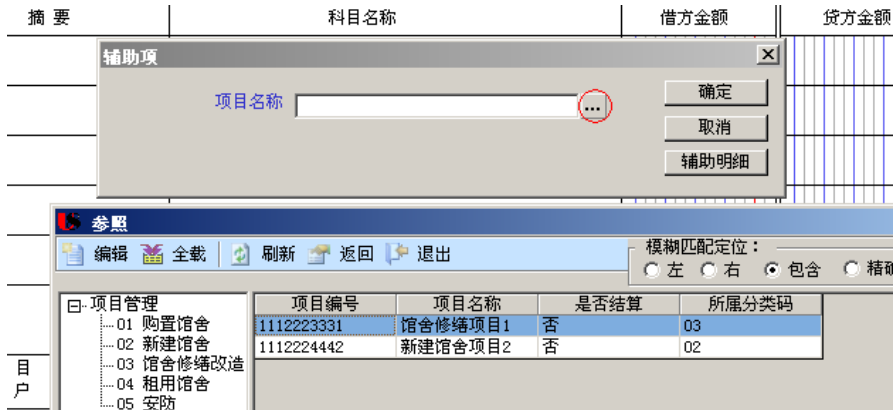 摘 要 科目名称 借方金额 贷方金额
辅助项
项目名称 ... 确定
取消
辅助明细
参照
编辑 全载 刷新 返回 退出 模糊匹配定位：
左 右 包含
项目管理
01 购置馆舍
02 新建馆舍
03 馆舍修缮改造
04 租用馆舍
05 安防
项目编号 项目名称 是否结算 所属分类码
1112223331 馆舍修缮项目1 否 03
1112224442 新建馆舍项目2 否 02
目
户